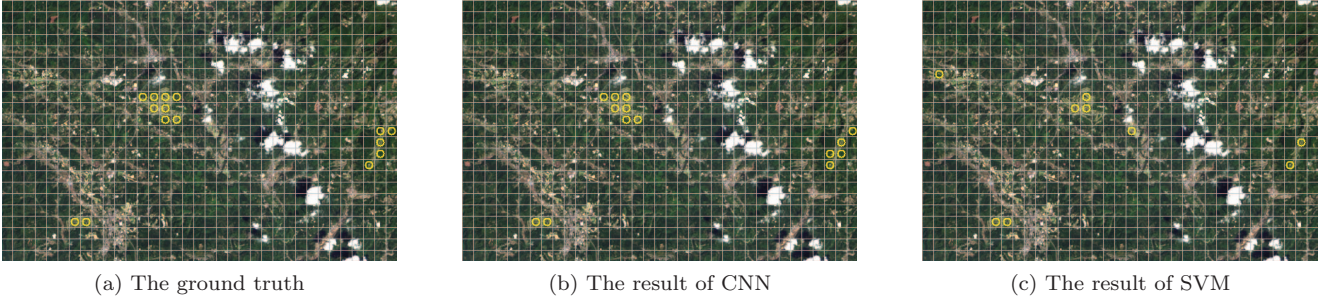 (a) The ground truth
(b) The result of CNN
(c) The result of SVM